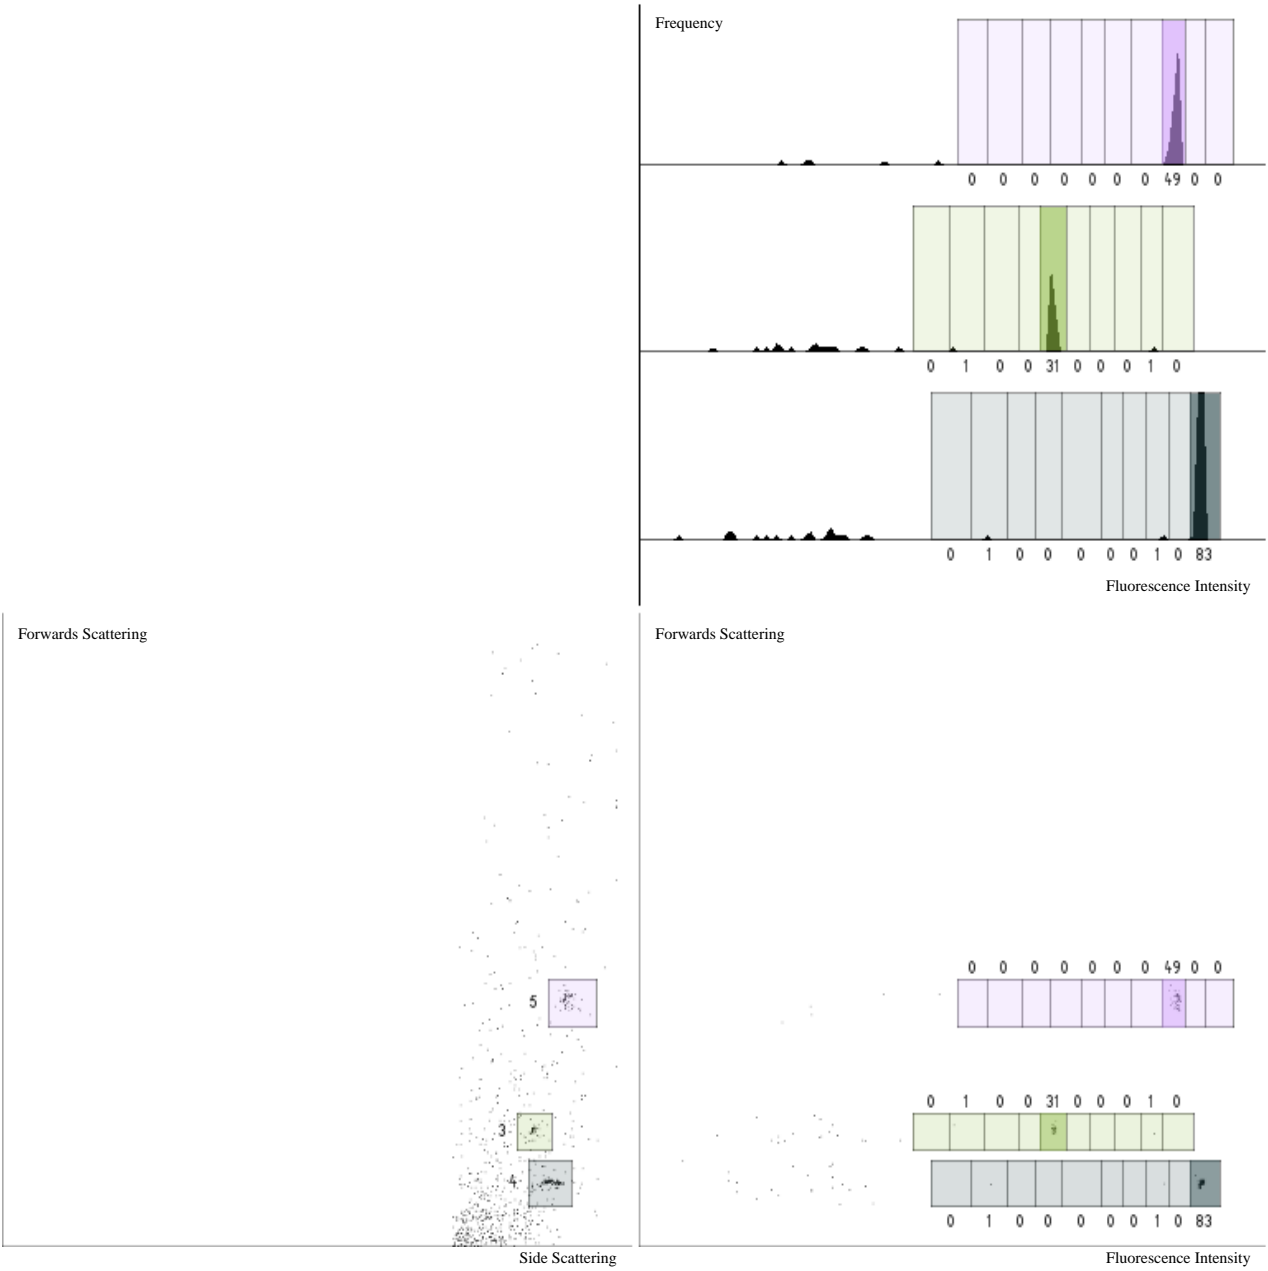 Frequency
0 0 0 0 0 0 0 49 0 0
0 1 0 0 31 0 0 0 1 0
0 1 0 0 0 0 0 1 0 83
Fluorescence Intensity
Forwards Scattering
5
3
4
Side Scattering
Forwards Scattering
0 0 0 0 0 0 0 49 0 0
0 1 0 0 31 0 0 0 1 0
0 1 0 0 0 0 0 1 0 83
Fluorescence Intensity